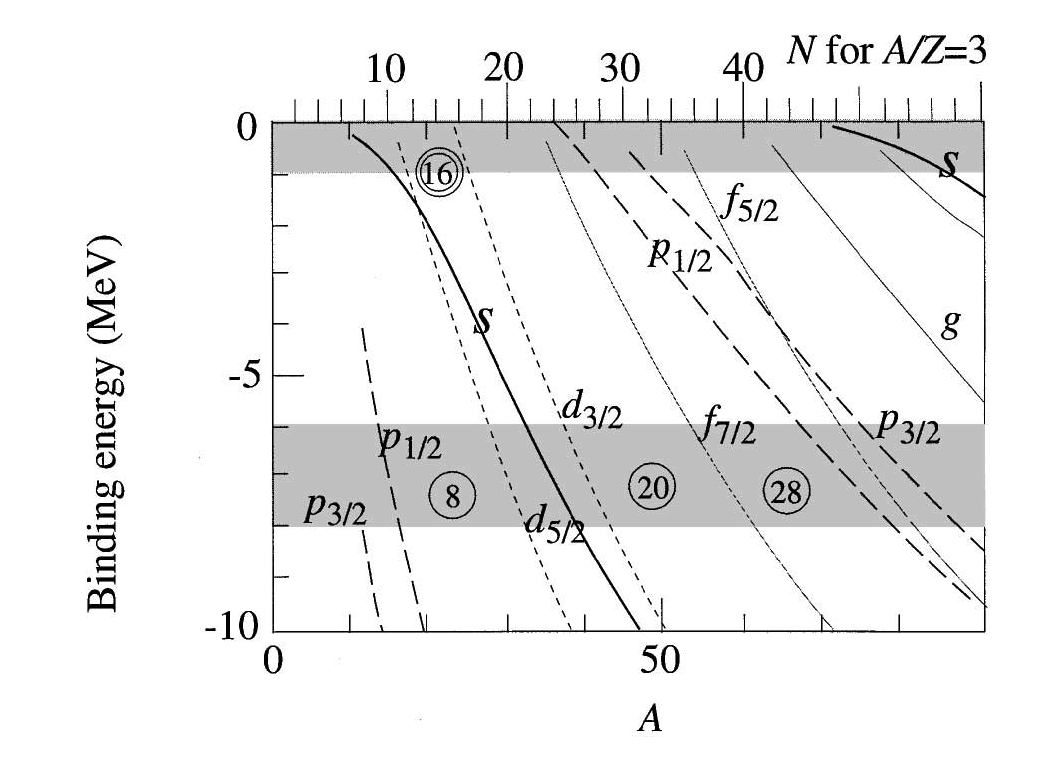 N for A/Z=3
10 20 30 40
0
16
s
f5/2
p1/2
s
g
-5
d3/2
p1/2
f7/2
p3/2
8
20
28
p3/2
d5/2
-10
0 50
A
Binding energy (MeV)